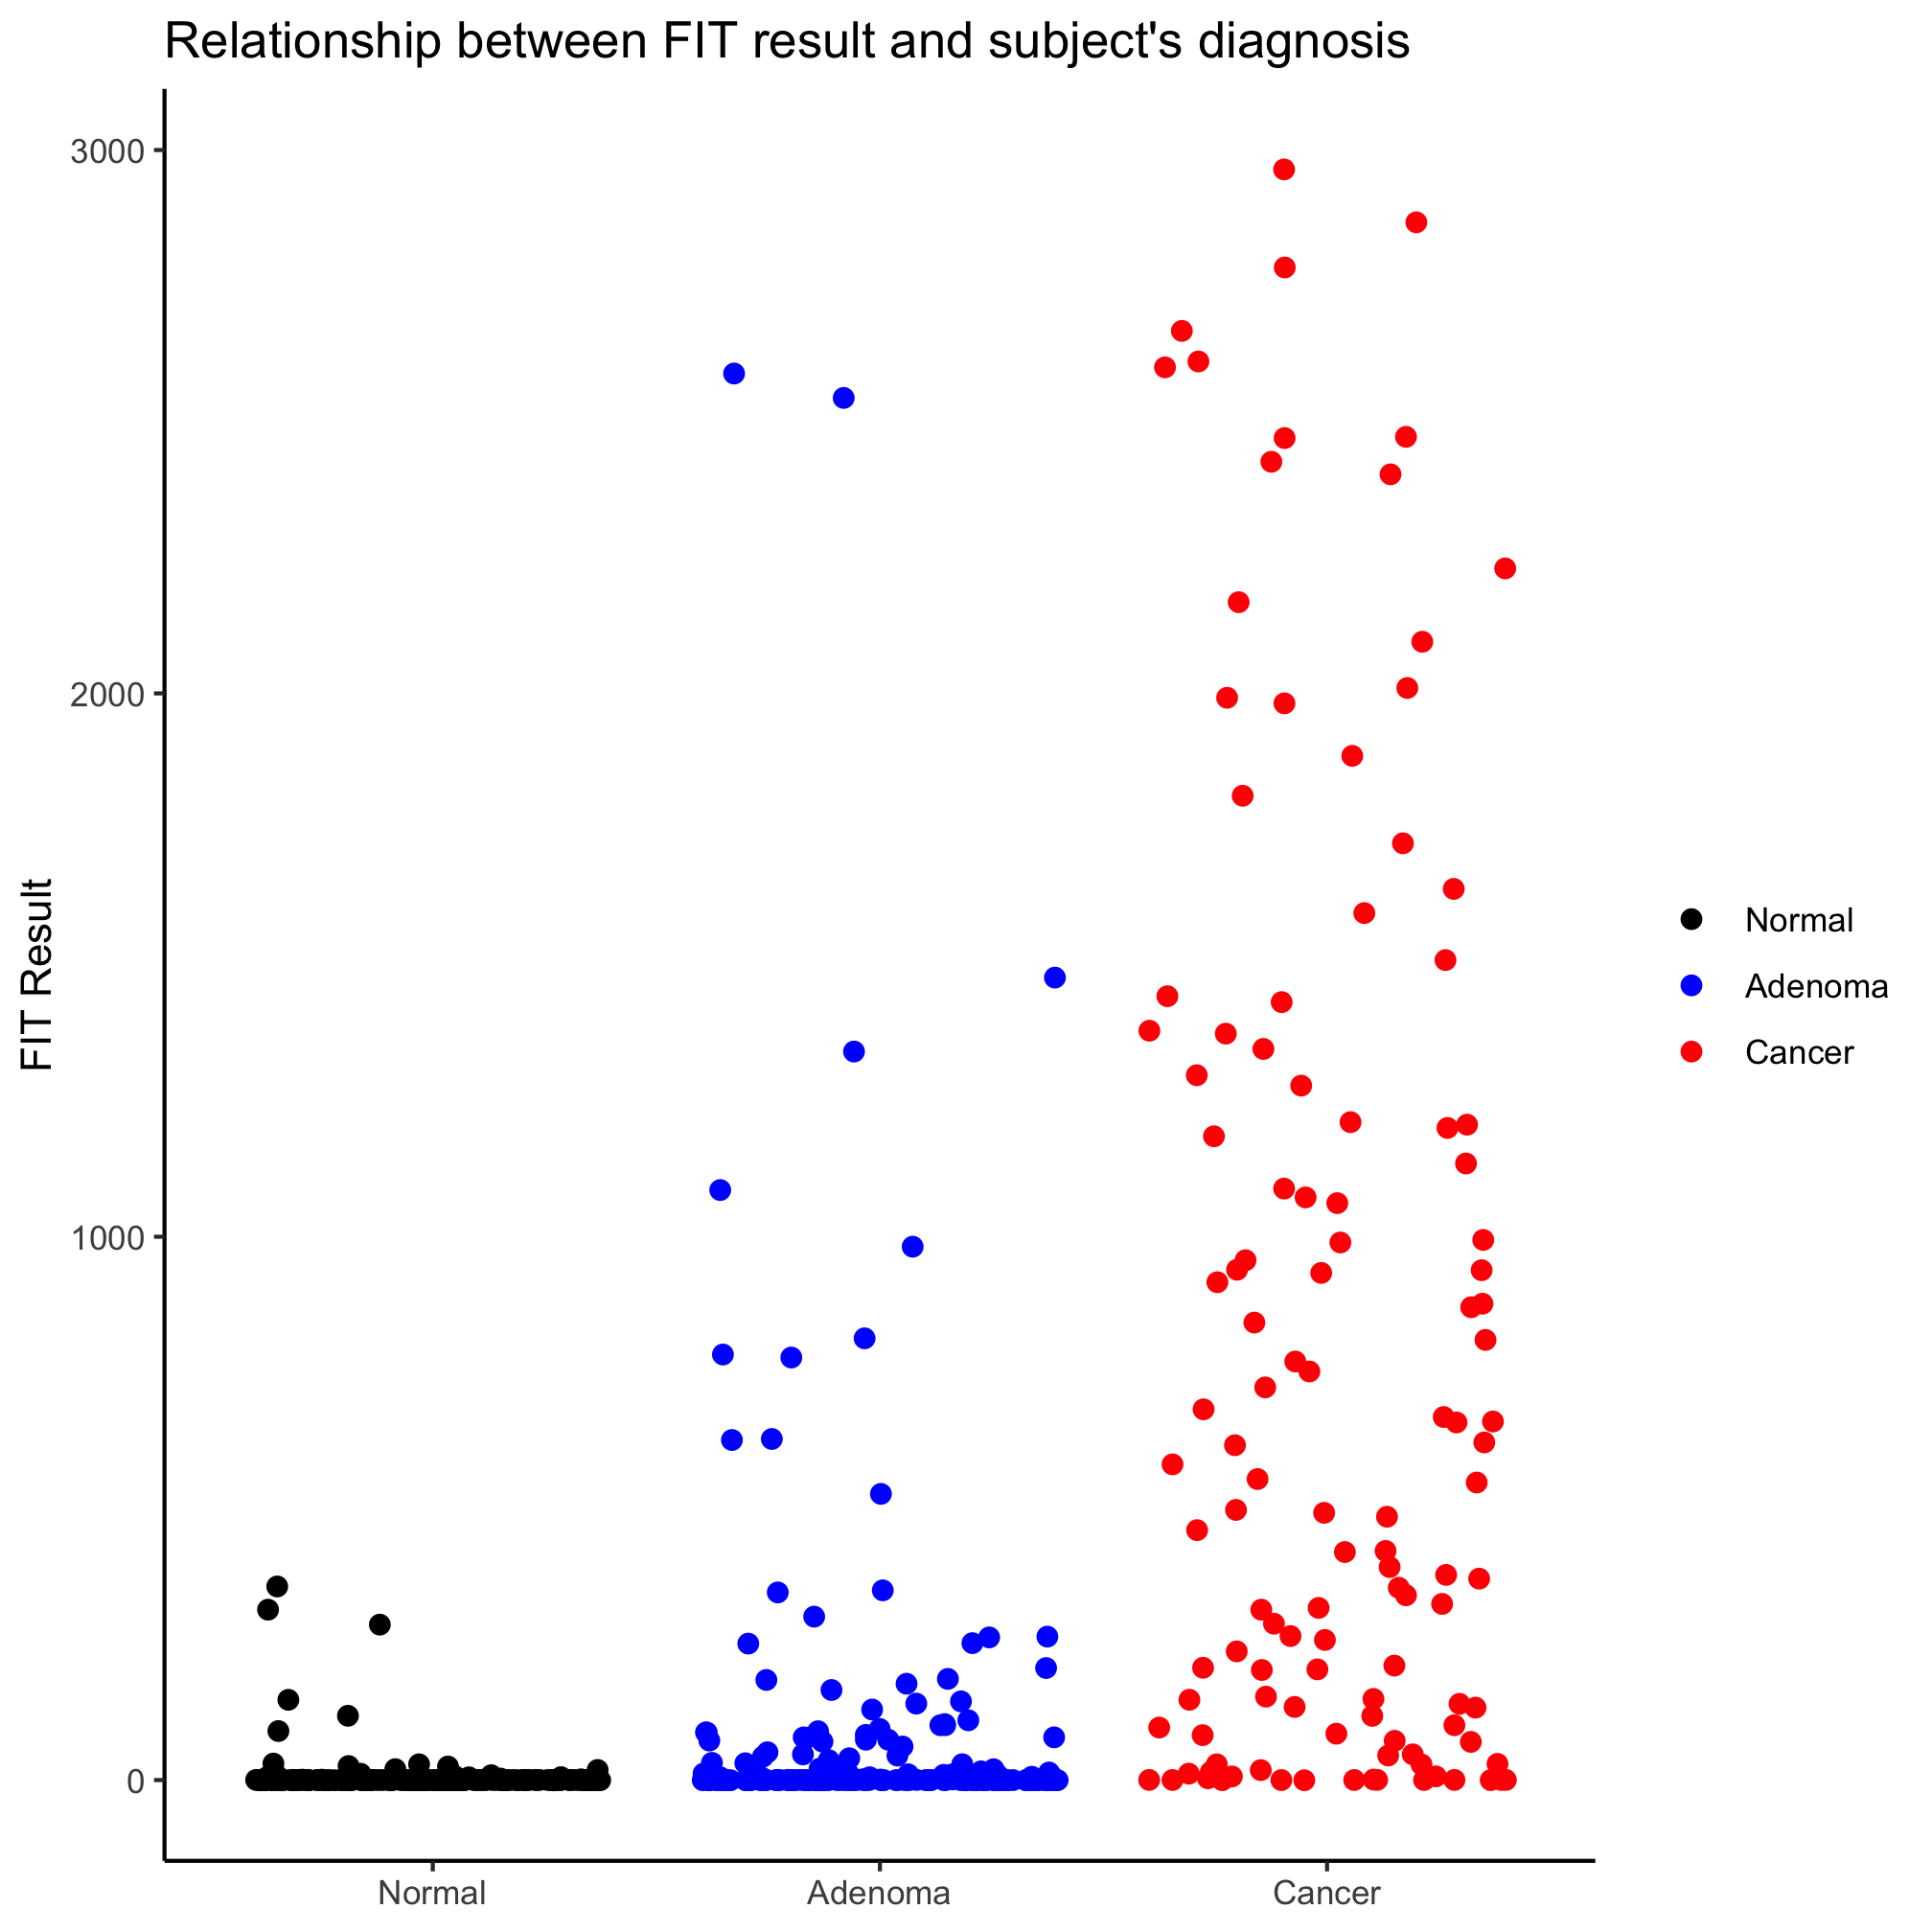 Relationship between FIT result and subject's diagnosis
3000
2000
1000
0
FIT Result
Normal
Adenoma
Cancer
Normal
Adenoma
Cancer